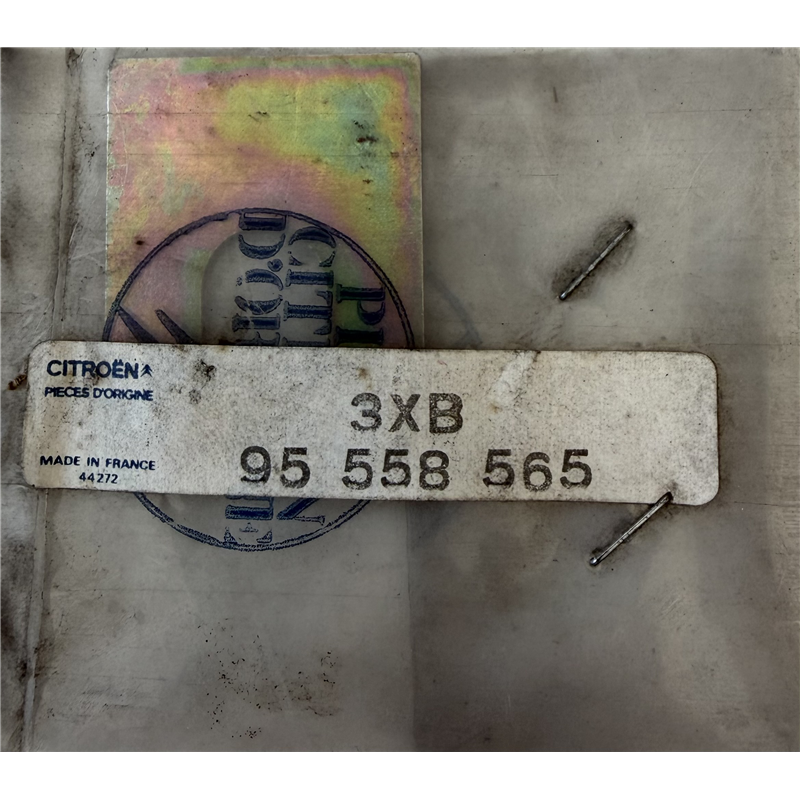 CITROËN
PIECES D'ORIGINE
3XB
95 558 565
MADE IN FRANCE
44272